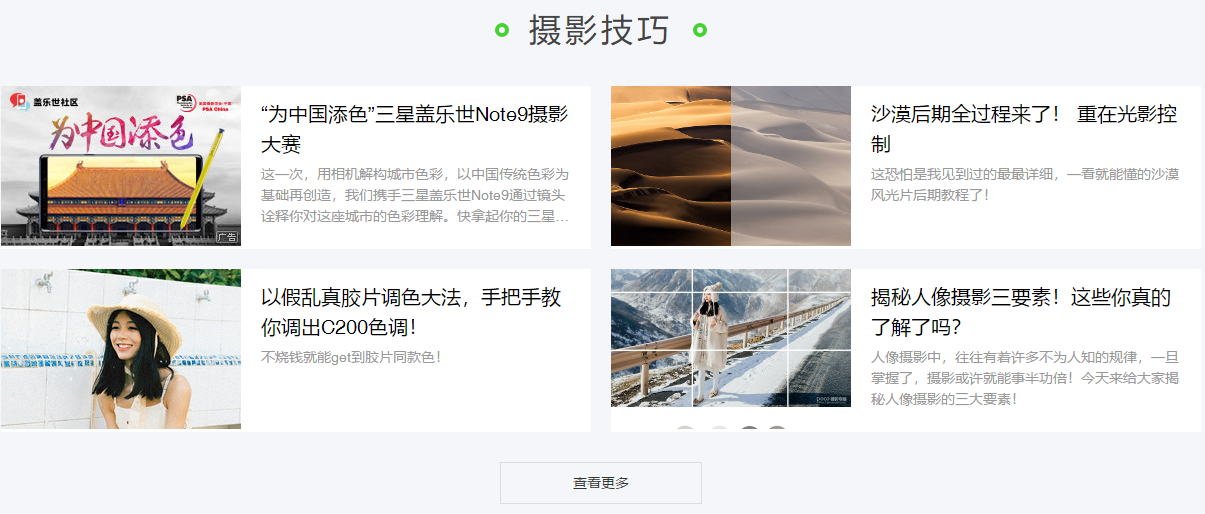 摄影技巧
盖乐世社区
PSA
PSA China
为中国添色
广告
“为中国添色”三星盖乐世Note9摄影
大赛
这一次，用相机解构城市色彩，以中国传统色彩为
基础再创造，我们携手三星盖乐世Note9通过镜头
诠释你对这座城市的色彩理解。快拿起你的三星…
沙漠后期全过程来了！ 重在光影控
制
这恐怕是我见到过的最最详细，一看就能懂的沙漠
风光片后期教程了！
以假乱真胶片调色大法，手把手教
你调出C200色调！
不烧钱就能get到胶片同款色！
poco 摄影专辑
揭秘人像摄影三要素！这些你真的
了解了吗？
人像摄影中，往往有着许多不为人知的规律，一旦
掌握了，摄影或许就能事半功倍！今天来给大家揭
秘人像摄影的三大要素！
查看更多